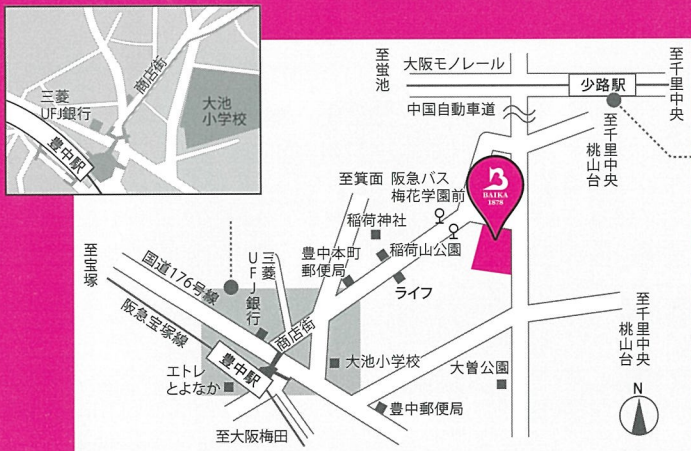 三菱
UFJ銀行
商店街
大池
小学校
豊中駅
至蛍池
大阪モノレール
少路駅
至千里中央
中国自動車道
至千里中央
桃山台
至箕面
阪急バス
梅花学園前
BAIKA
1878
稲荷神社
豊中本町
郵便局
稲荷山公園
ライフ
至宝塚
国道176号線
三菱
UFJ銀行
阪急宝塚線
商店街
豊中駅
エトレ
とよなか
大池小学校
大曽公園
豊中郵便局
至大阪梅田
至千里中央
桃山台
N